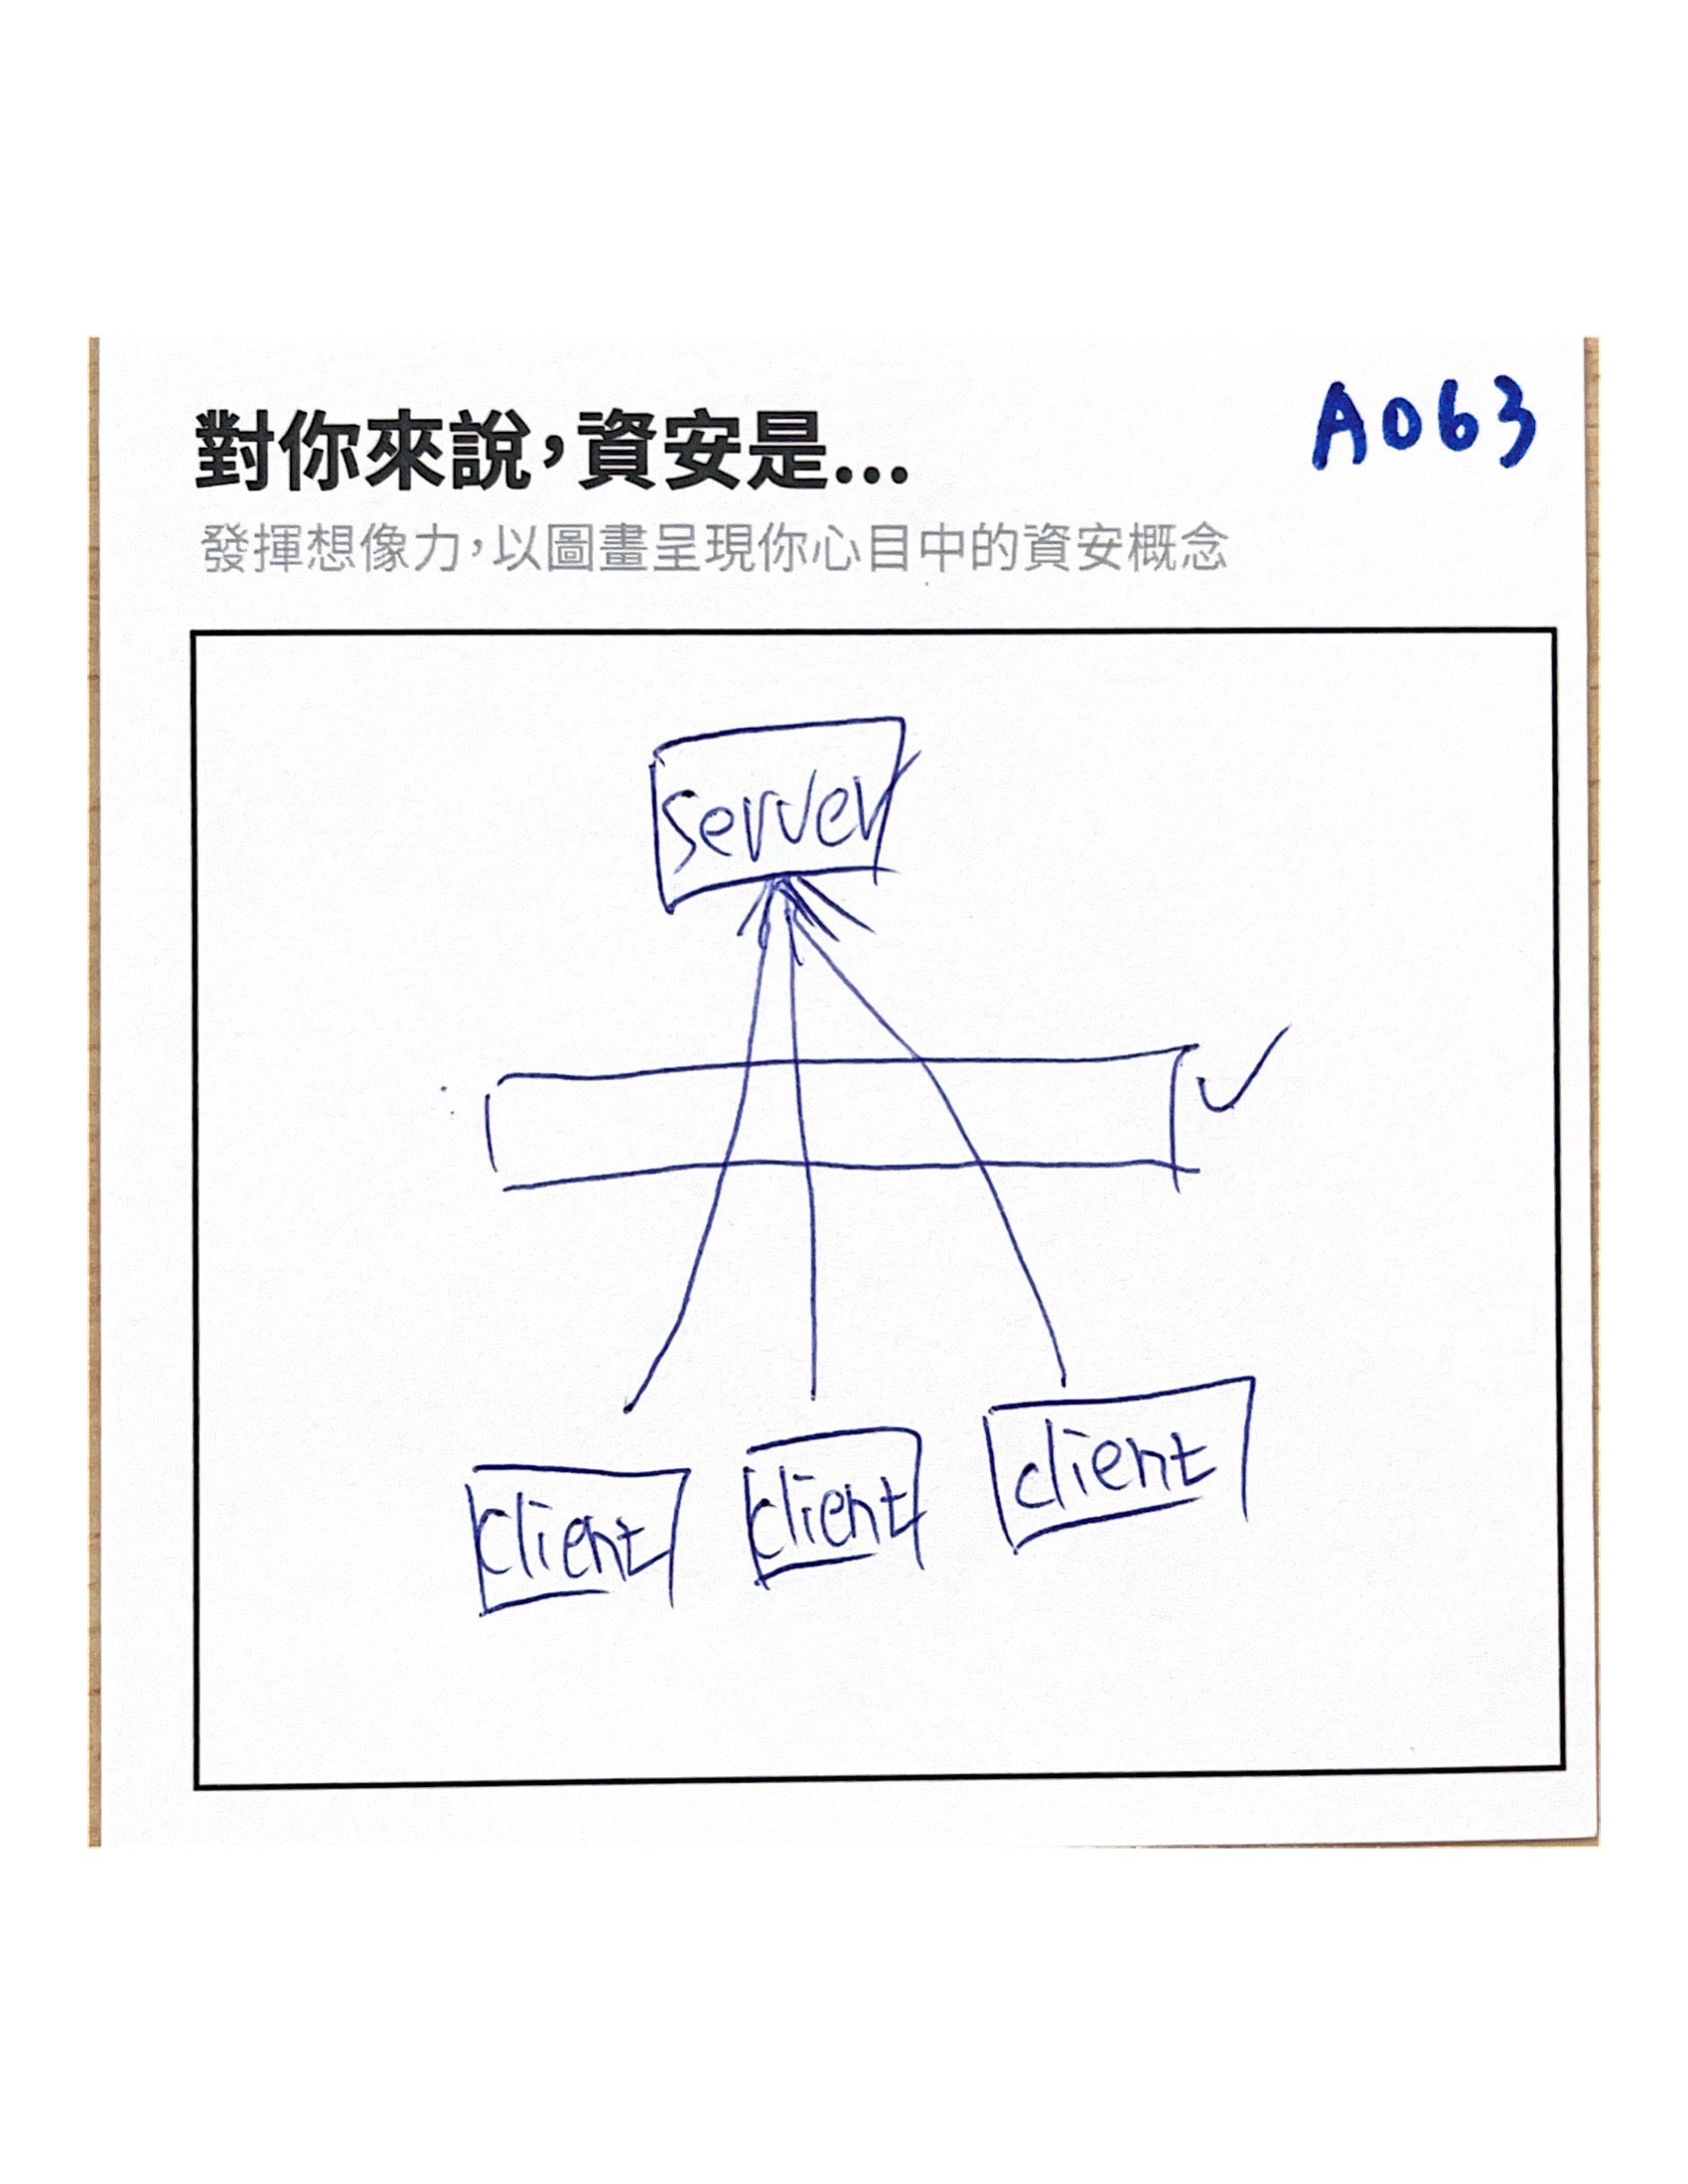 對你來說，資安是...
A063
發揮想像力，以圖畫呈現你心目中的資安概念
server
client
client
client